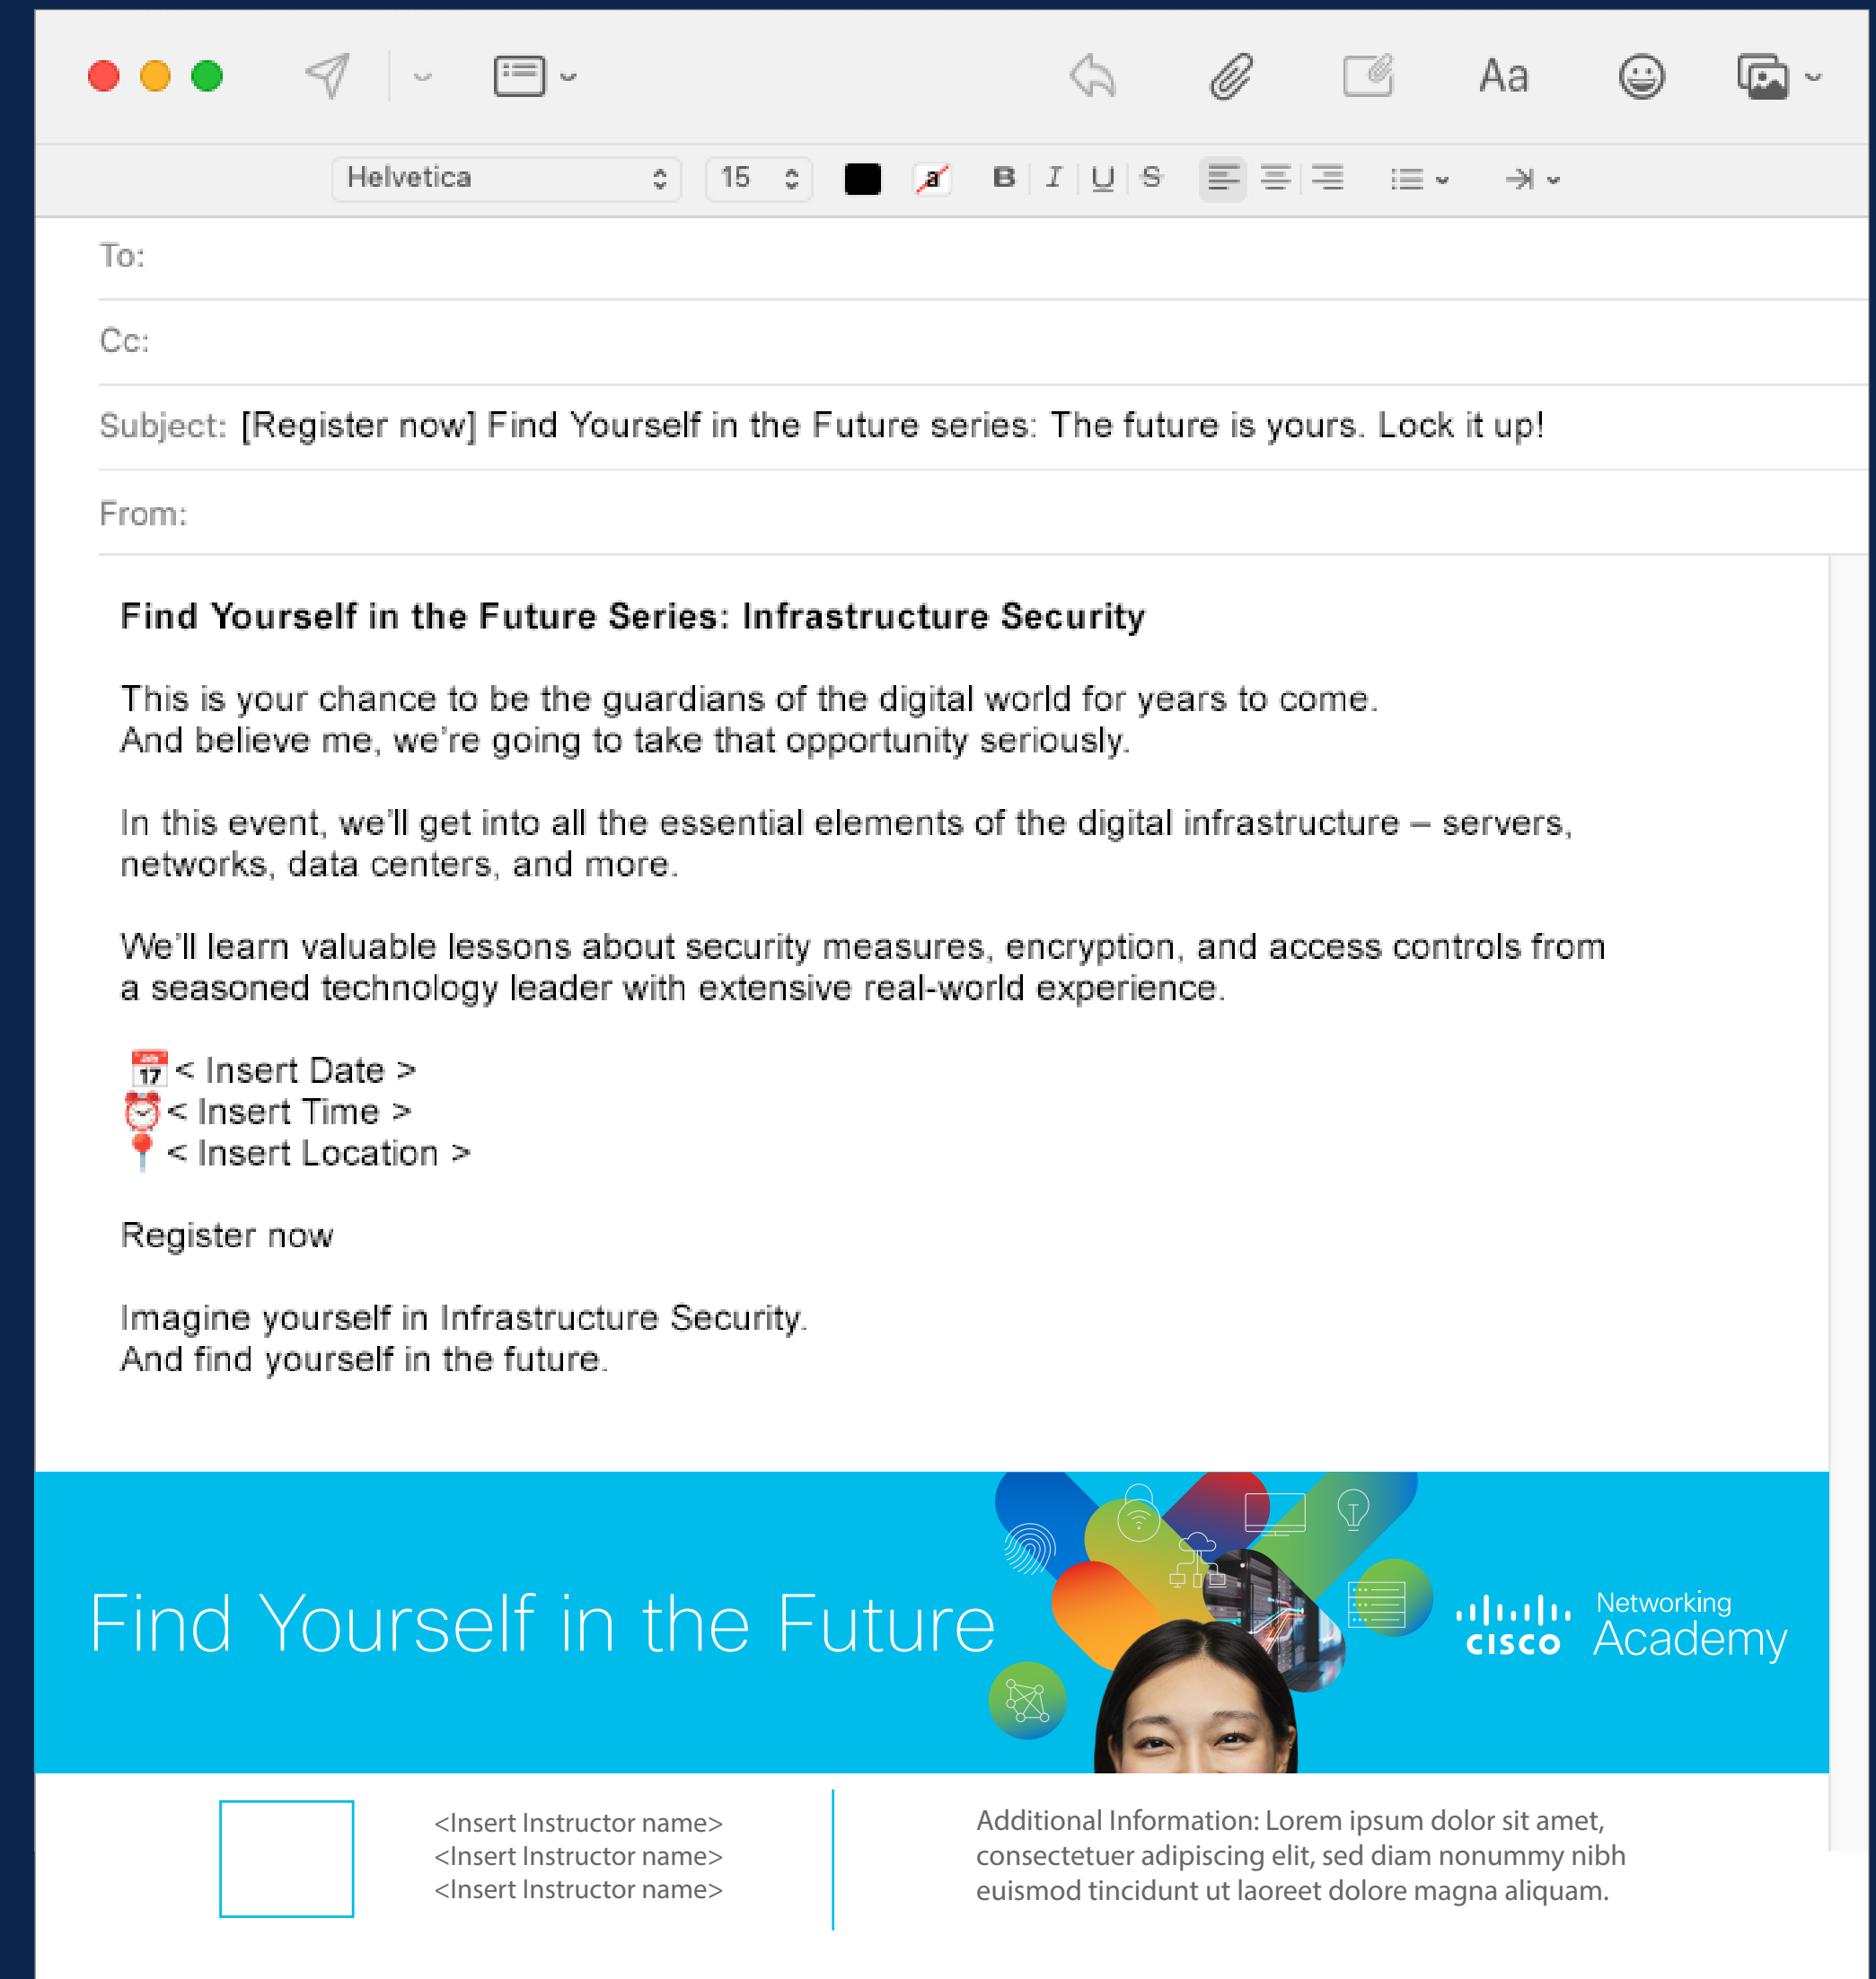 Aa
Helvetica 15 a B I U S
To:
Cc:
Subject: [Register now] Find Yourself in the Future series: The future is yours. Lock it up!
From:
Find Yourself in the Future Series: Infrastructure Security
This is your chance to be the guardians of the digital world for years to come.
And believe me, we’re going to take that opportunity seriously.
In this event, we’ll get into all the essential elements of the digital infrastructure – servers,
networks, data centers, and more.
We’ll learn valuable lessons about security measures, encryption, and access controls from
a seasoned technology leader with extensive real-world experience.
17 < Insert Date >
< Insert Time >
< Insert Location >
Register now
Imagine yourself in Infrastructure Security.
And find yourself in the future.
Find Yourself in the Future
CISCO Networking
Academy
<Insert Instructor name>
<Insert Instructor name>
<Insert Instructor name>
Additional Information: Lorem ipsum dolor sit amet,
consectetuer adipiscing elit, sed diam nonummy nibh
euismod tincidunt ut laoreet dolore magna aliquam.